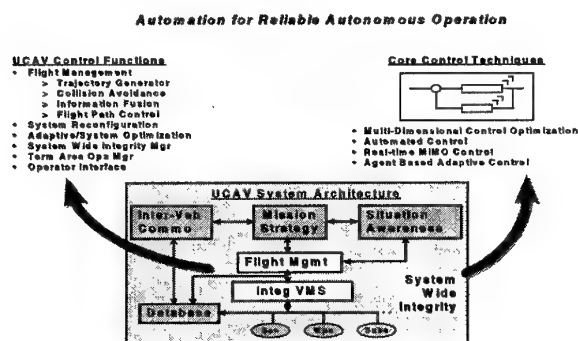 Automation for Reliable Autonomous Operation
UCAV Control Functions
• Flight Management
> Trajectory Generator
> Collision Avoidance
> Information Fusion
> Flight Path Control
• System Reconfiguration
• Adaptive/System Optimization
• System Wide Integrity Mgr
• Term Area Ops Mgr
• Operator Interface
Core Control Techniques
• Multi-Dimensional Control Optimization
• Automated Control
• Real-time MIMO Control
• Agent Based Adaptive Control
UCAV System Architecture
Inter-Veh
Commo
Mission
Strategy
Situation
Awareness
Flight Mgmt
Integ VMS
Database
System
Wide
Integrity